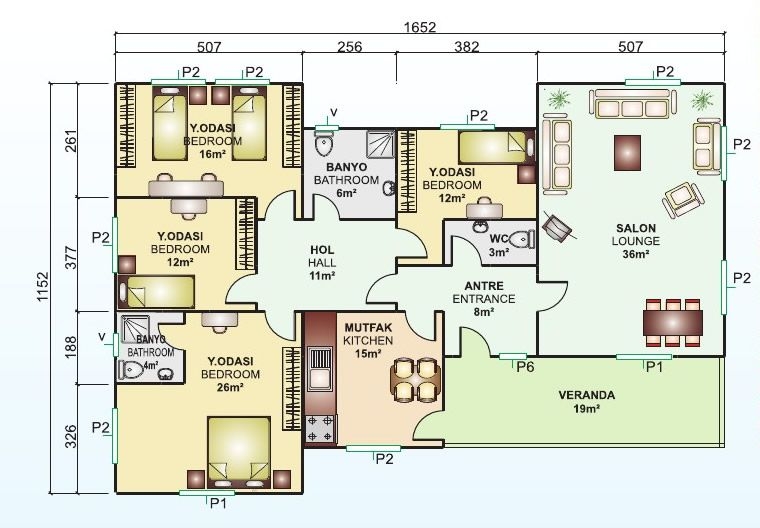 1652
507
256
382
507
P2
P2
P2
261
Y.ODASI
BEDROOM
16m²
v
P2
BANYO
BATHROOM
6m²
Y.ODASI
BEDROOM
12m²
P2
377
P2
Y.ODASI
BEDROOM
12m²
HOL
HALL
11m²
WC
3m²
SALON
LOUNGE
36m²
1152
ANTRE
ENTRANCE
8m²
P2
188
v
BANYO
BATHROOM
4m²
Y.ODASI
BEDROOM
26m²
MUTFAK
KITCHEN
15m²
P6
P1
326
P2
VERANDA
19m²
P2
P1